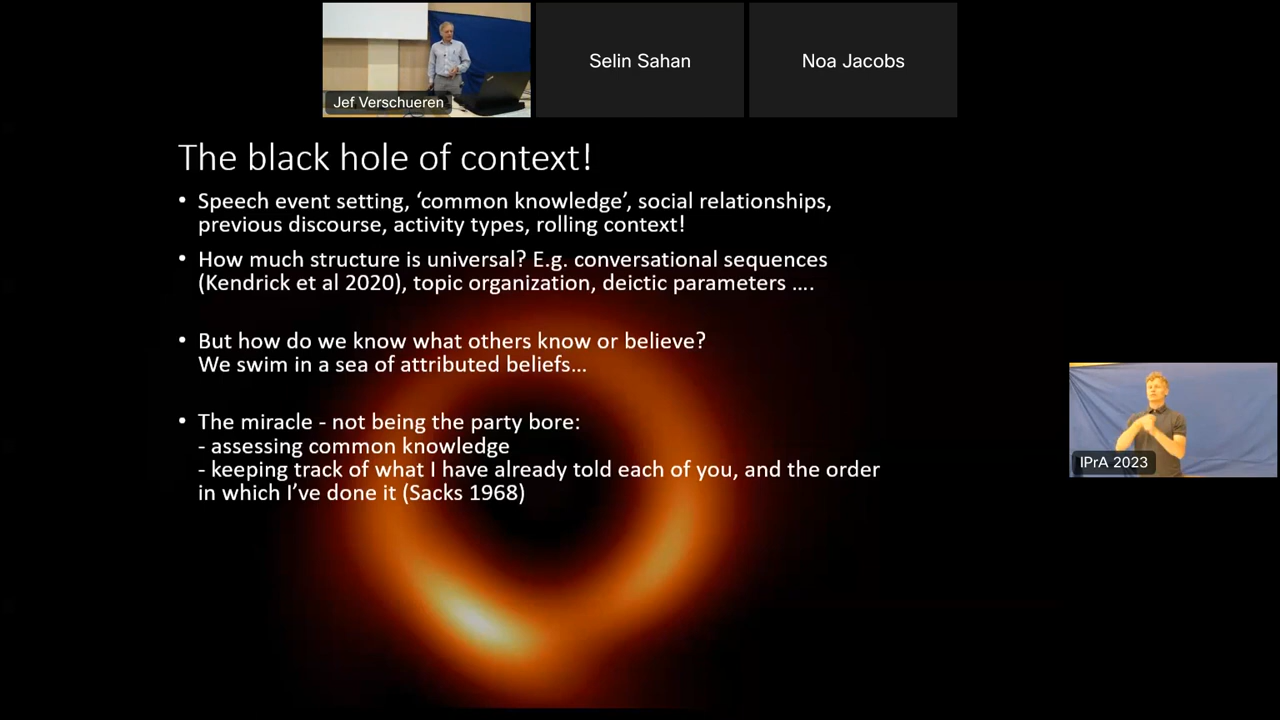 Jef Verschueren
Selin Sahan
Noa Jacobs
The black hole of context!
• Speech event setting, ‘common knowledge’, social relationships,
previous discourse, activity types, rolling context!
• How much structure is universal? E.g. conversational sequences
(Kendrick et al 2020), topic organization, deictic parameters ….
• But how do we know what others know or believe?
We swim in a sea of attributed beliefs…
• The miracle - not being the party bore:
- assessing common knowledge
- keeping track of what I have already told each of you, and the order
in which I’ve done it (Sacks 1968)
IPrA 2023